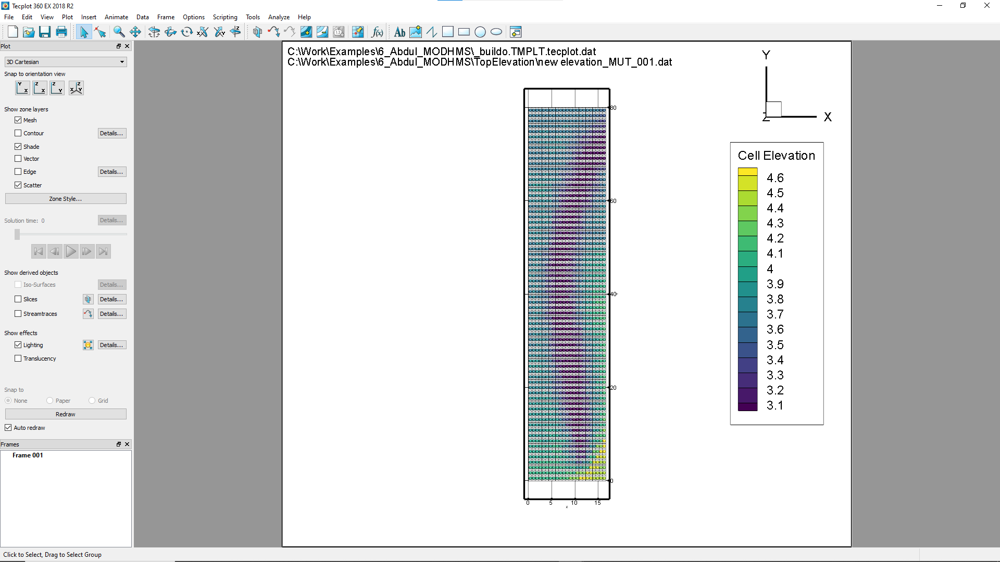 Tecplot 360 EX 2018 R2
File Edit View Plot Insert Animate Data Frame Options Scripting Tools Analyze Help
Plot
3D Cartesian
Snap to orientation view
Show zone layers
Mesh
Contour Details...
Shade
Vector
Edge Details...
Scatter
Zone Style...
Solution time: 0 Details...
Show derived objects
Iso-Surfaces Details...
Slices Details...
Streamtraces Details...
Show effects
Lighting Details...
Translucency
Snap to
None Paper Grid
Redraw
Auto redraw
Frames
Frame 001
Click to Select, Drag to Select Group
C:\Work\Examples\6_Abdul_MODHMS\_buildo.TMPLT.tecplot.dat
C:\Work\Examples\6_Abdul_MODHMS\TopElevation\new elevation_MUT_001.dat
Y
Z X
80
60
40
20
0
0 5 10 15
x
Cell Elevation
4.6
4.5
4.4
4.3
4.2
4.1
4
3.9
3.8
3.7
3.6
3.5
3.4
3.3
3.2
3.1